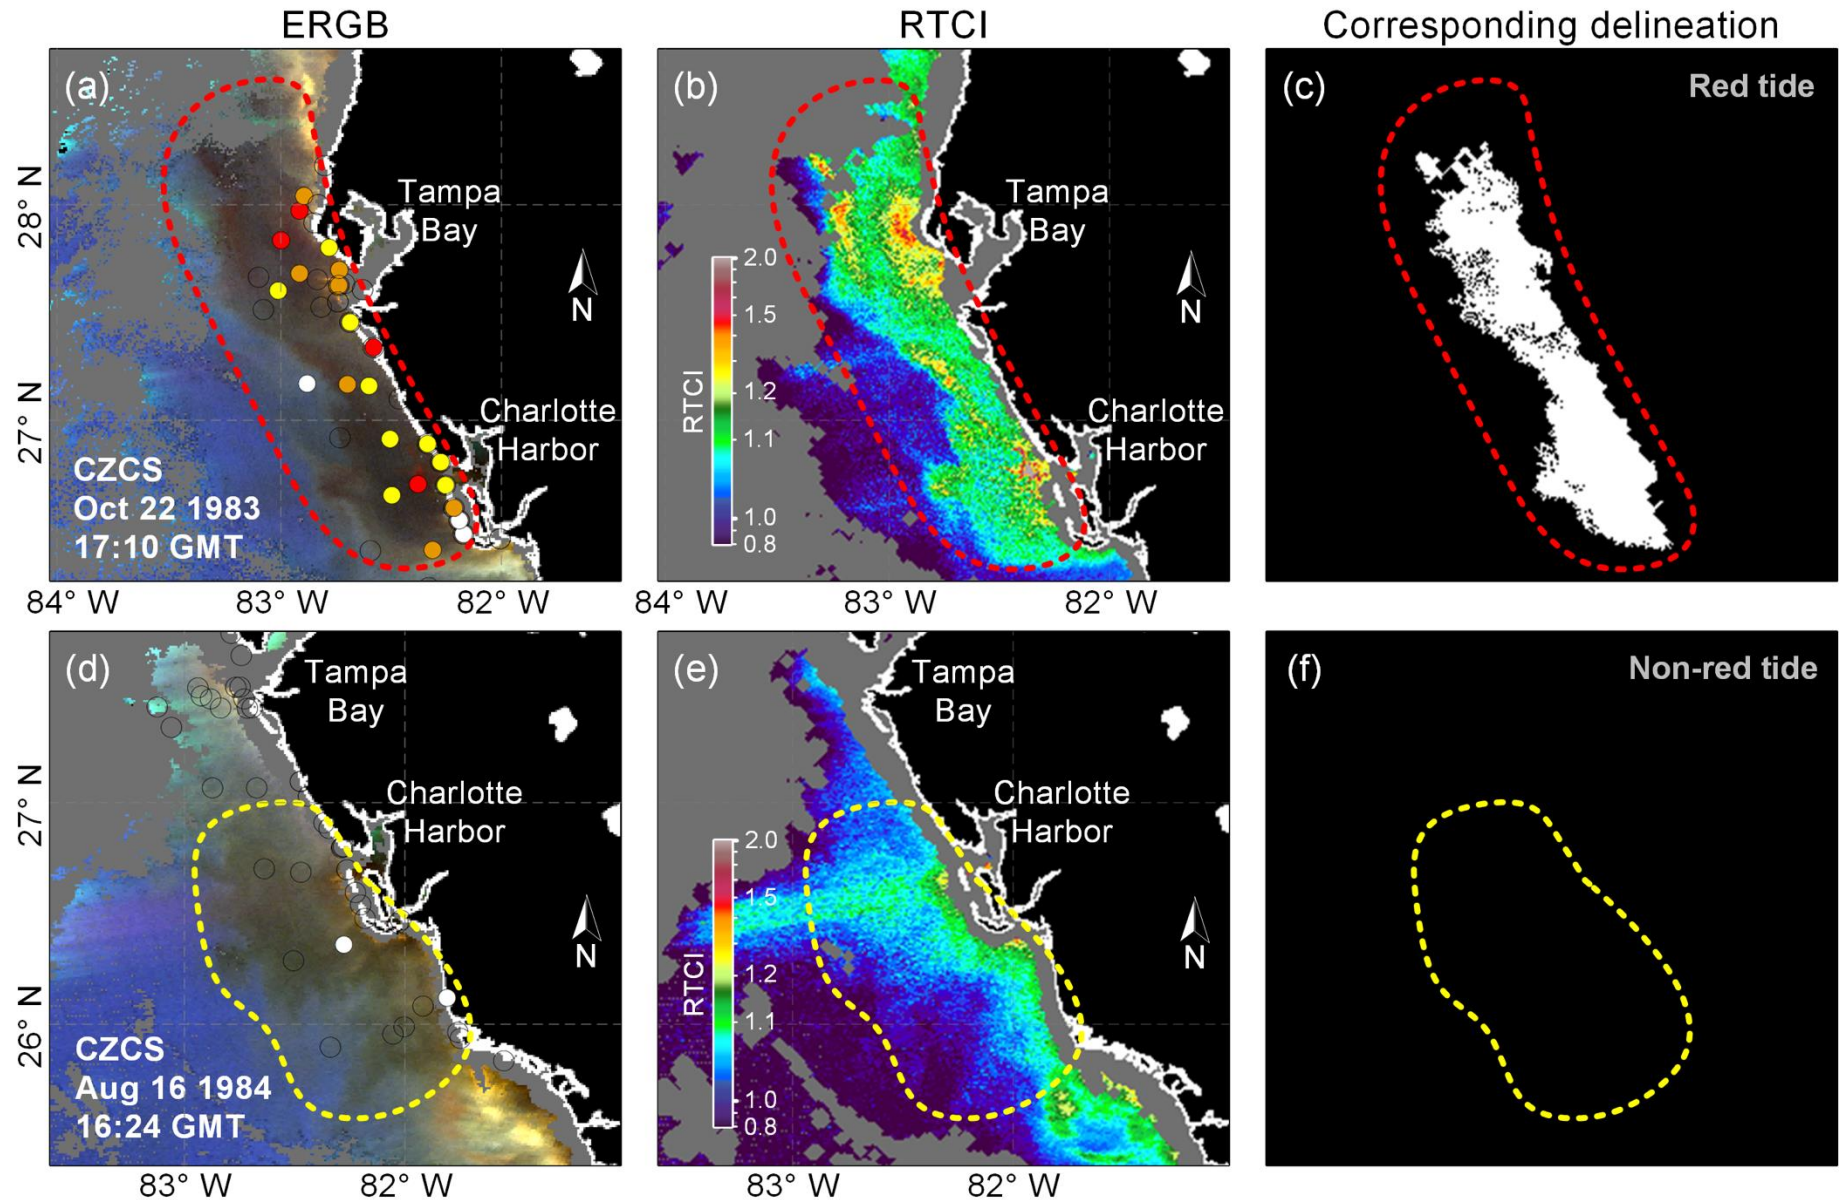 ERGB
RTCI
Corresponding delineation
(a)
28° N
27° N
Tampa
Bay
N
Charlotte
Harbor
CZCS
Oct 22 1983
17:10 GMT
84° W
83° W
82° W
(b)
Tampa
Bay
N
RTCI
2.0
1.5
1.2
1.1
1.0
0.8
Charlotte
Harbor
84° W
83° W
82° W
(c)
Red tide
(d)
27° N
26° N
Tampa
Bay
Charlotte
Harbor
N
CZCS
Aug 16 1984
16:24 GMT
83° W
82° W
(e)
Tampa
Bay
Charlotte
Harbor
N
RTCI
2.0
1.5
1.2
1.1
1.0
0.8
83° W
82° W
(f)
Non-red tide